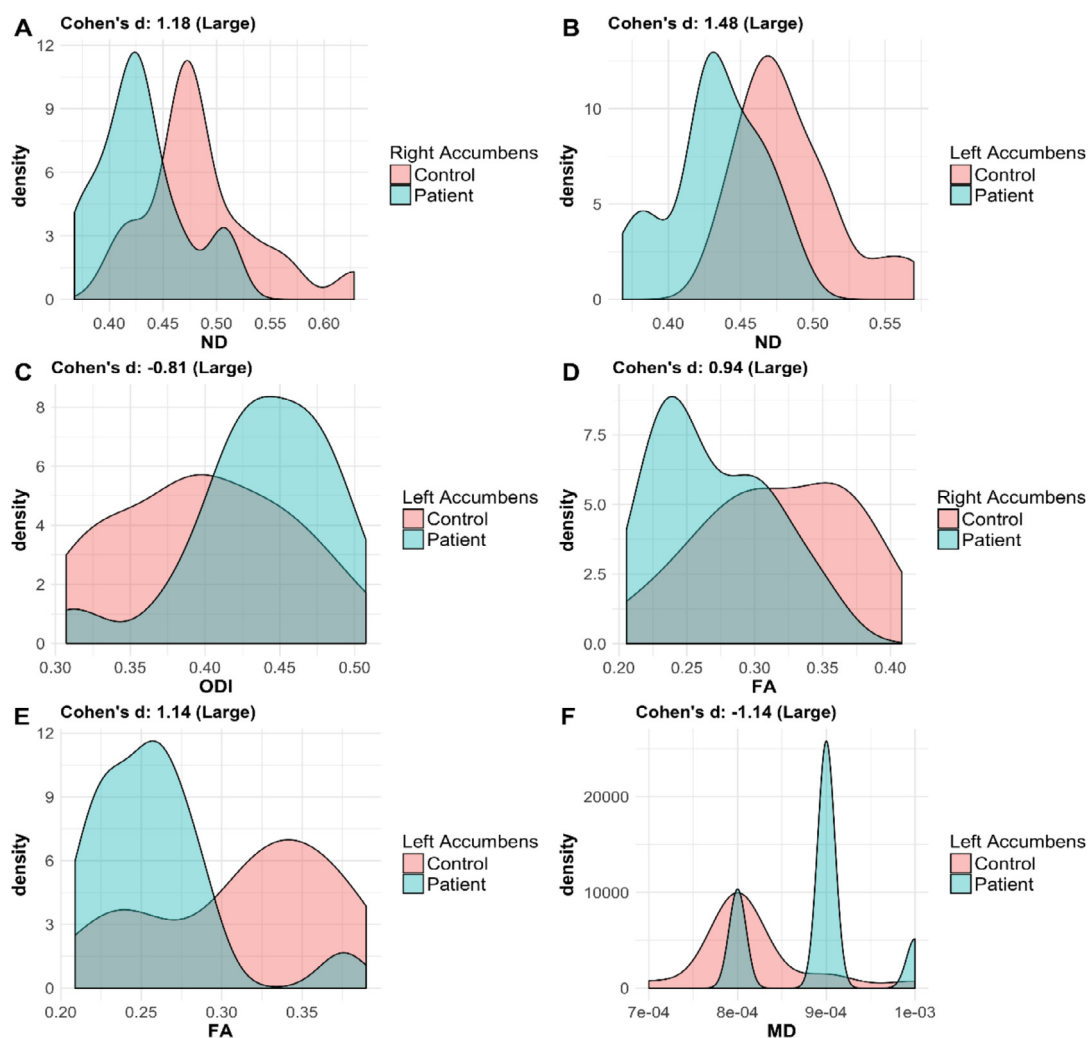 A Cohen's d: 1.18 (Large)
12
9
6
3
0
density
0.40 0.45 0.50 0.55 0.60
ND
Right Accumbens
Control
Patient
B Cohen's d: 1.48 (Large)
10
5
0
density
0.40 0.45 0.50 0.55
ND
Left Accumbens
Control
Patient
C Cohen's d: -0.81 (Large)
8
6
4
2
0
density
0.30 0.35 0.40 0.45 0.50
ODI
Left Accumbens
Control
Patient
D Cohen's d: 0.94 (Large)
7.5
5.0
2.5
0.0
density
0.20 0.25 0.30 0.35 0.40
FA
Right Accumbens
Control
Patient
E Cohen's d: 1.14 (Large)
12
9
6
3
0
density
0.20 0.25 0.30 0.35
FA
Left Accumbens
Control
Patient
F Cohen's d: -1.14 (Large)
20000
10000
0
density
7e-04 8e-04 9e-04 1e-03
MD
Left Accumbens
Control
Patient